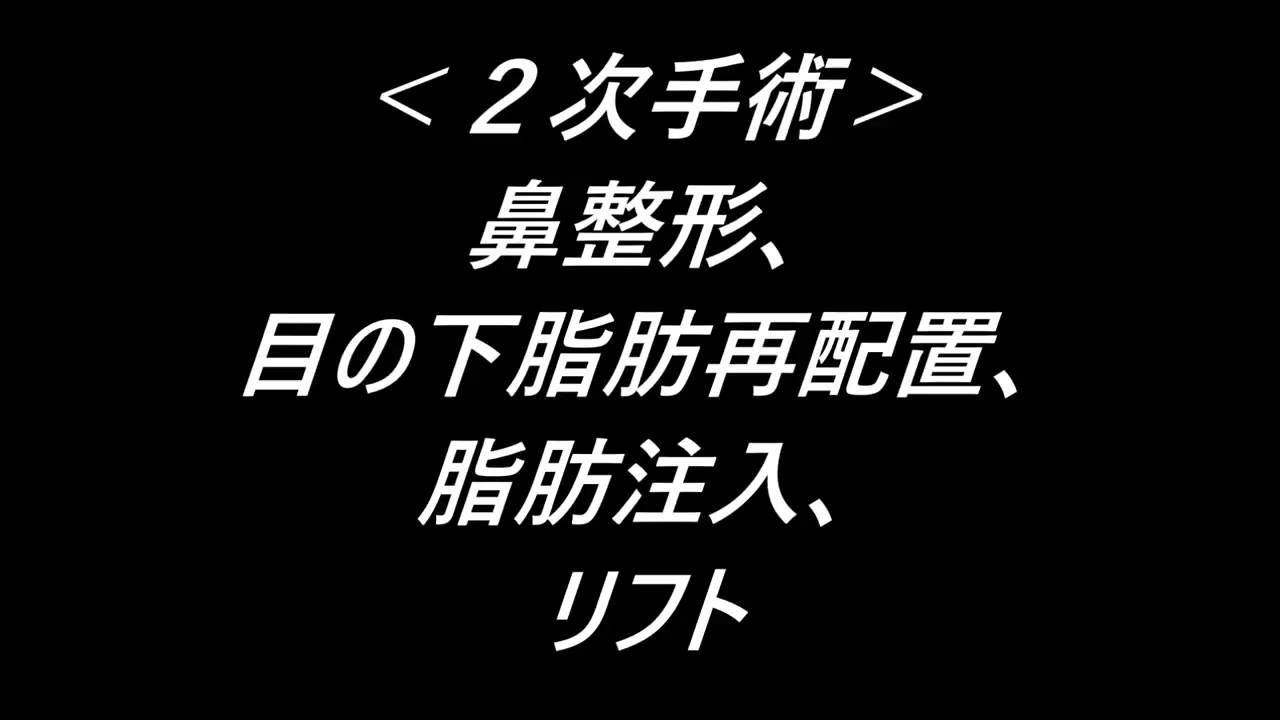 ＜２次手術＞
鼻整形、
目の下脂肪再配置、
脂肪注入、
リフト